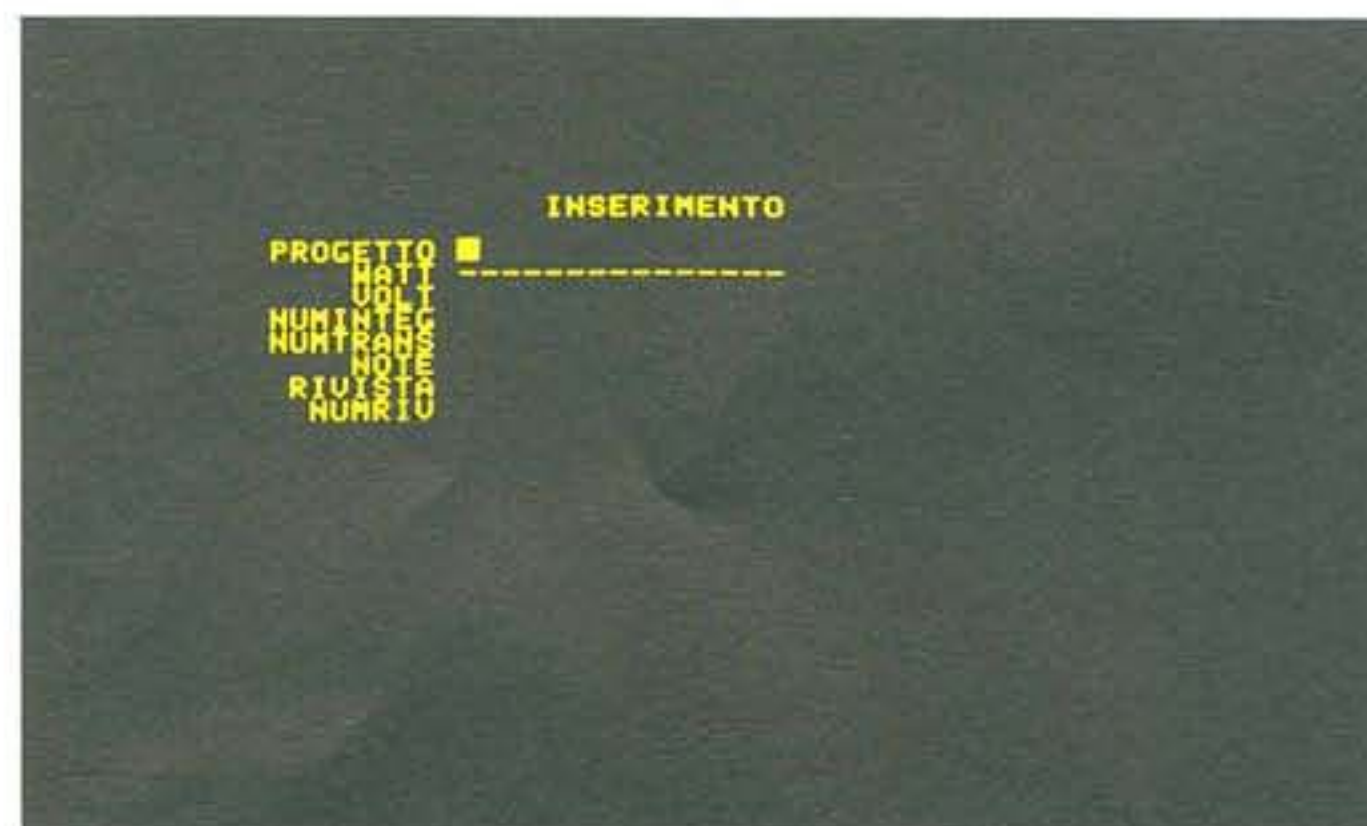 INSERIMENTO
PROGETTO
WATT
VOLT
NUMINTEG
NUMTRANS
NOTE
RIVISTA
NUMRIV